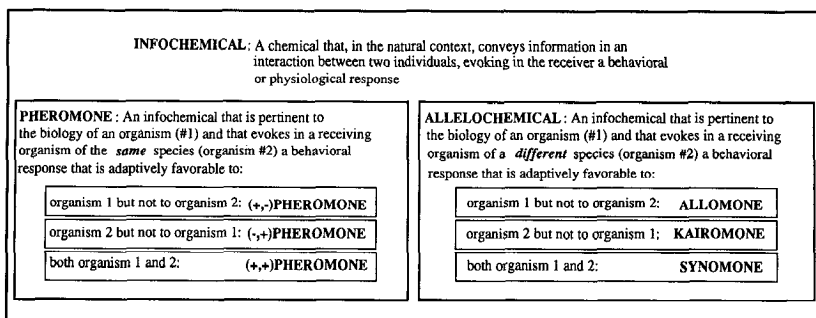 INFOCHEMICAL: A chemical that, in the natural context, conveys information in an
interaction between two individuals, evoking in the receiver a behavioral
or physiological response
PHEROMONE : An infochemical that is pertinent to
the biology of an organism (#1) and that evokes in a receiving
organism of the same species (organism #2) a behavioral
response that is adaptively favorable to:
organism 1 but not to organism 2: (+,-)PHEROMONE
organism 2 but not to organism 1: (-,+)PHEROMONE
both organism 1 and 2: (+,+)PHEROMONE
ALLELOCHEMICAL : An infochemical that is pertinent to
the biology of an organism (#1) and that evokes in a receiving
organism of a different species (organism #2) a behavioral
response that is adaptively favorable to:
organism 1 but not to organism 2: ALLOMONE
organism 2 but not to organism 1; KAIROMONE
both organism 1 and 2: SYNOMONE